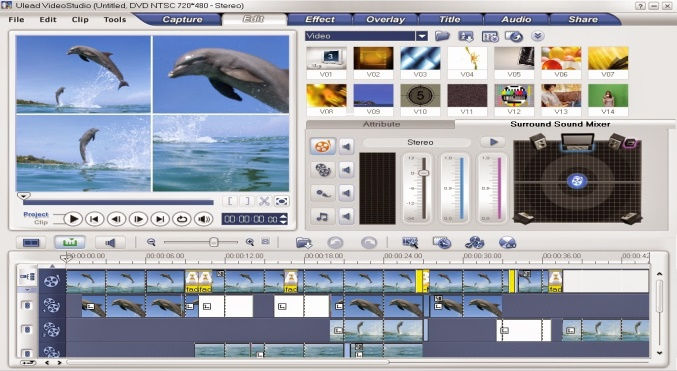 Ulead VideoStudio (Untitled, DVD NTSC 720*480 - Stereo)
File Edit Clip Tools Capture Edit Effect Overlay Title Audio Share
Video
V01 V02 V03 V04 V05 V06 V07
V08 V09 V10 V11 V12 V13 V14
Attribute Surround Sound Mixer
Stereo
Project
Clip
00:00:00.00
00:00:00.00 00:00:06.00 00:00:12.00 00:00:18.00 00:00:24.00 00:00:30.00 00:00:36.00 00:00:42